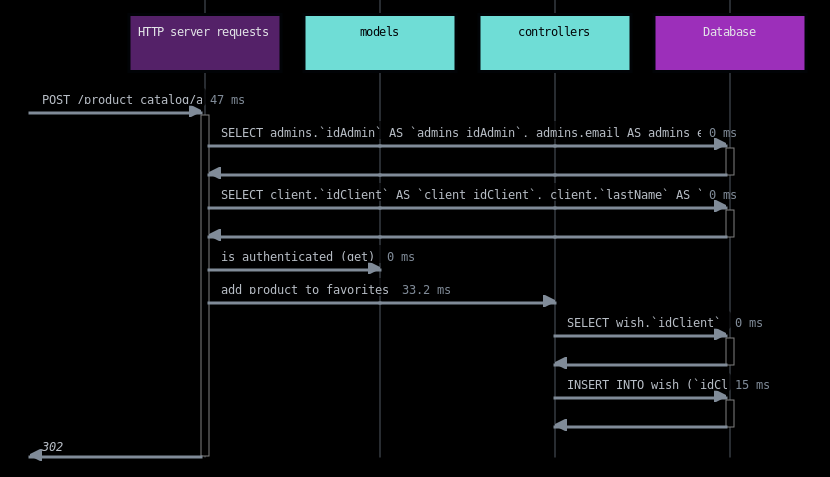 HTTP server requests
models
controllers
Database
POST /product_catalog/a 47 ms
SELECT admins.`idAdmin` AS `admins_idAdmin`, admins.email AS admins_e 0 ms
SELECT client.`idClient` AS `client_idClient`, client.`lastName` AS ` 0 ms
is_authenticated (get) 0 ms
add_product_to_favorites 33.2 ms
SELECT wish.`idClient` 0 ms
INSERT INTO wish (`idCl 15 ms
302